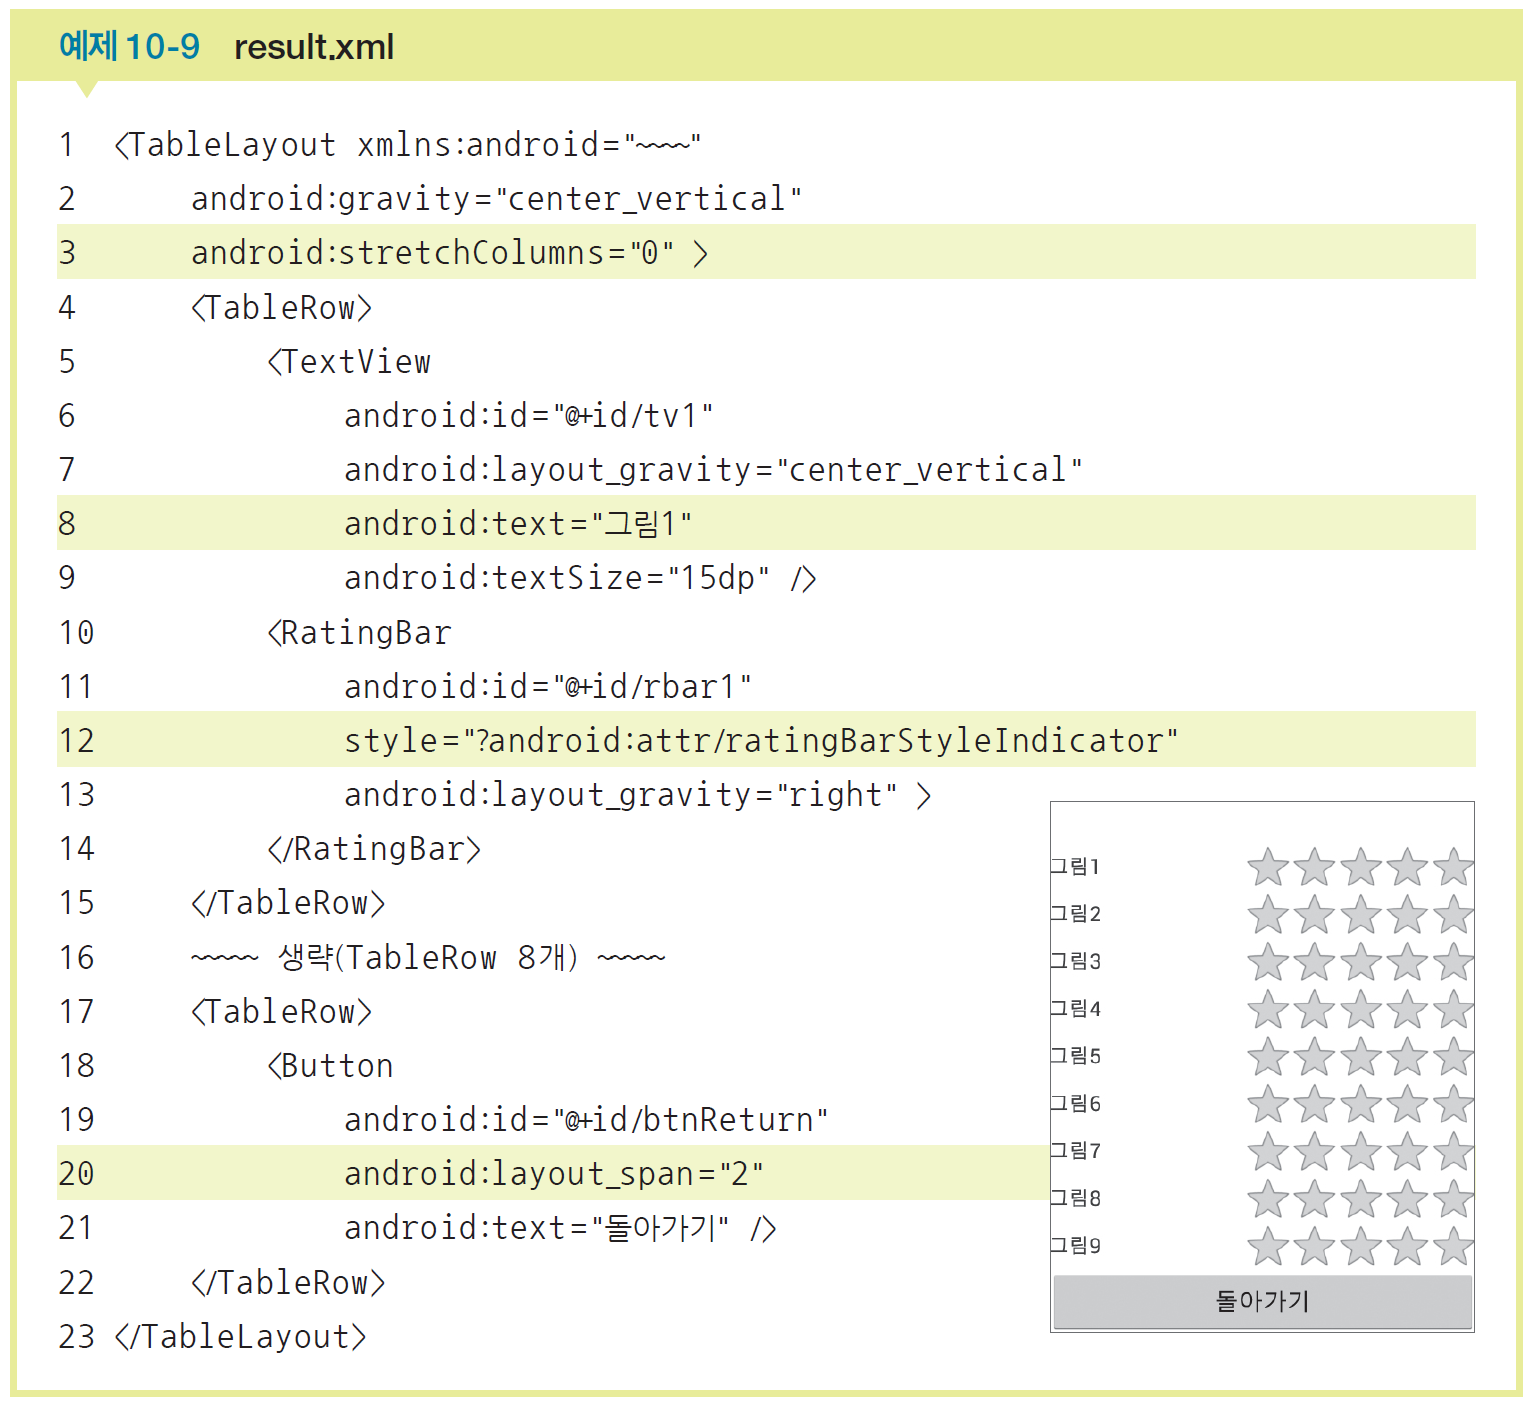 예제 10-9 result.xml
1 <TableLayout xmlns:android="~~~~"
2 android:gravity="center_vertical"
3 android:stretchColumns="0" >
4 <TableRow>
5 <TextView
6 android:id="@+id/tv1"
7 android:layout_gravity="center_vertical"
8 android:text="그림1"
9 android:textSize="15dp" />
10 <RatingBar
11 android:id="@+id/rbar1"
12 style="?android:attr/ratingBarStyleIndicator"
13 android:layout_gravity="right" >
14 </RatingBar>
15 </TableRow>
16 ~~~~~ 생략(TableRow 8개) ~~~~~
17 <TableRow>
18 <Button
19 android:id="@+id/btnReturn"
20 android:layout_span="2"
21 android:text="돌아가기" />
22 </TableRow>
23 </TableLayout>
그림1
그림2
그림3
그림4
그림5
그림6
그림7
그림8
그림9
돌아가기